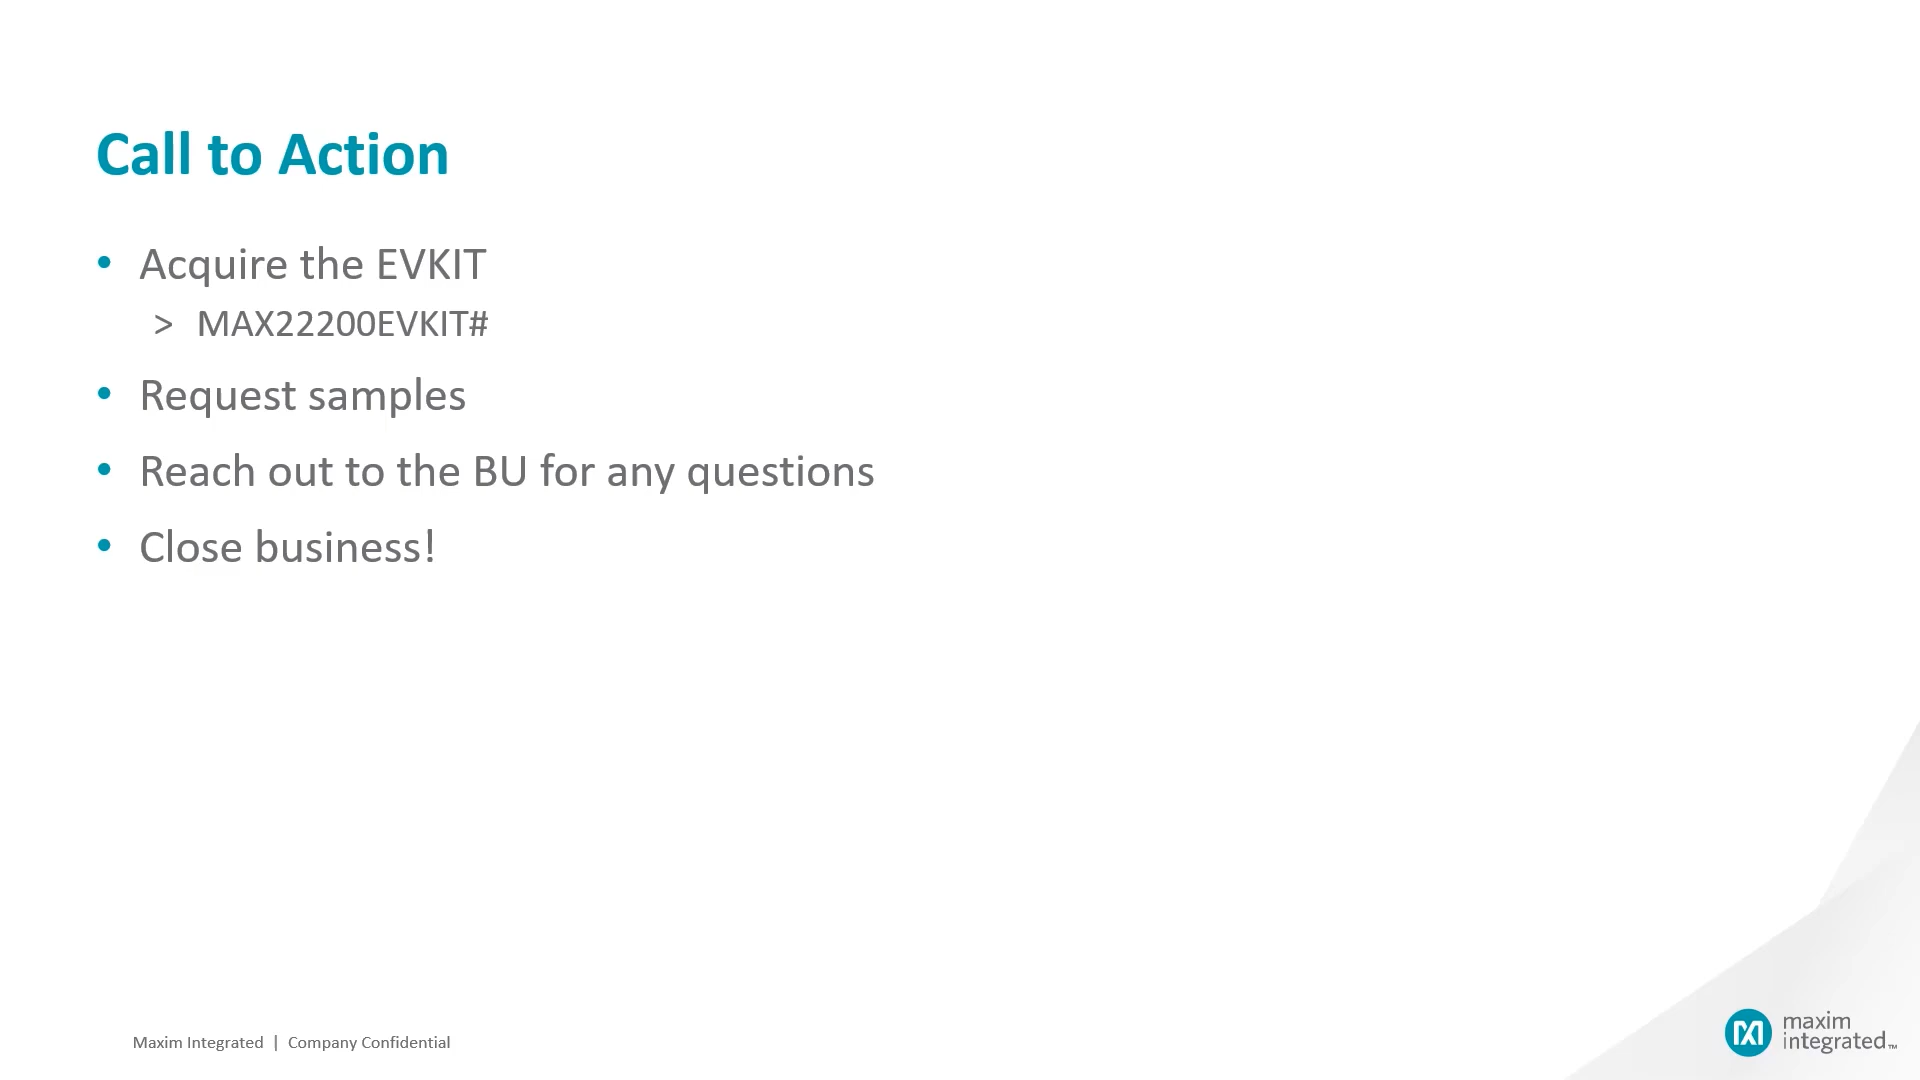 Call to Action
• Acquire the EVKIT
> MAX22200EVKIT#
• Request samples
• Reach out to the BU for any questions
• Close business!
Maxim Integrated | Company Confidential
maxim
integrated™